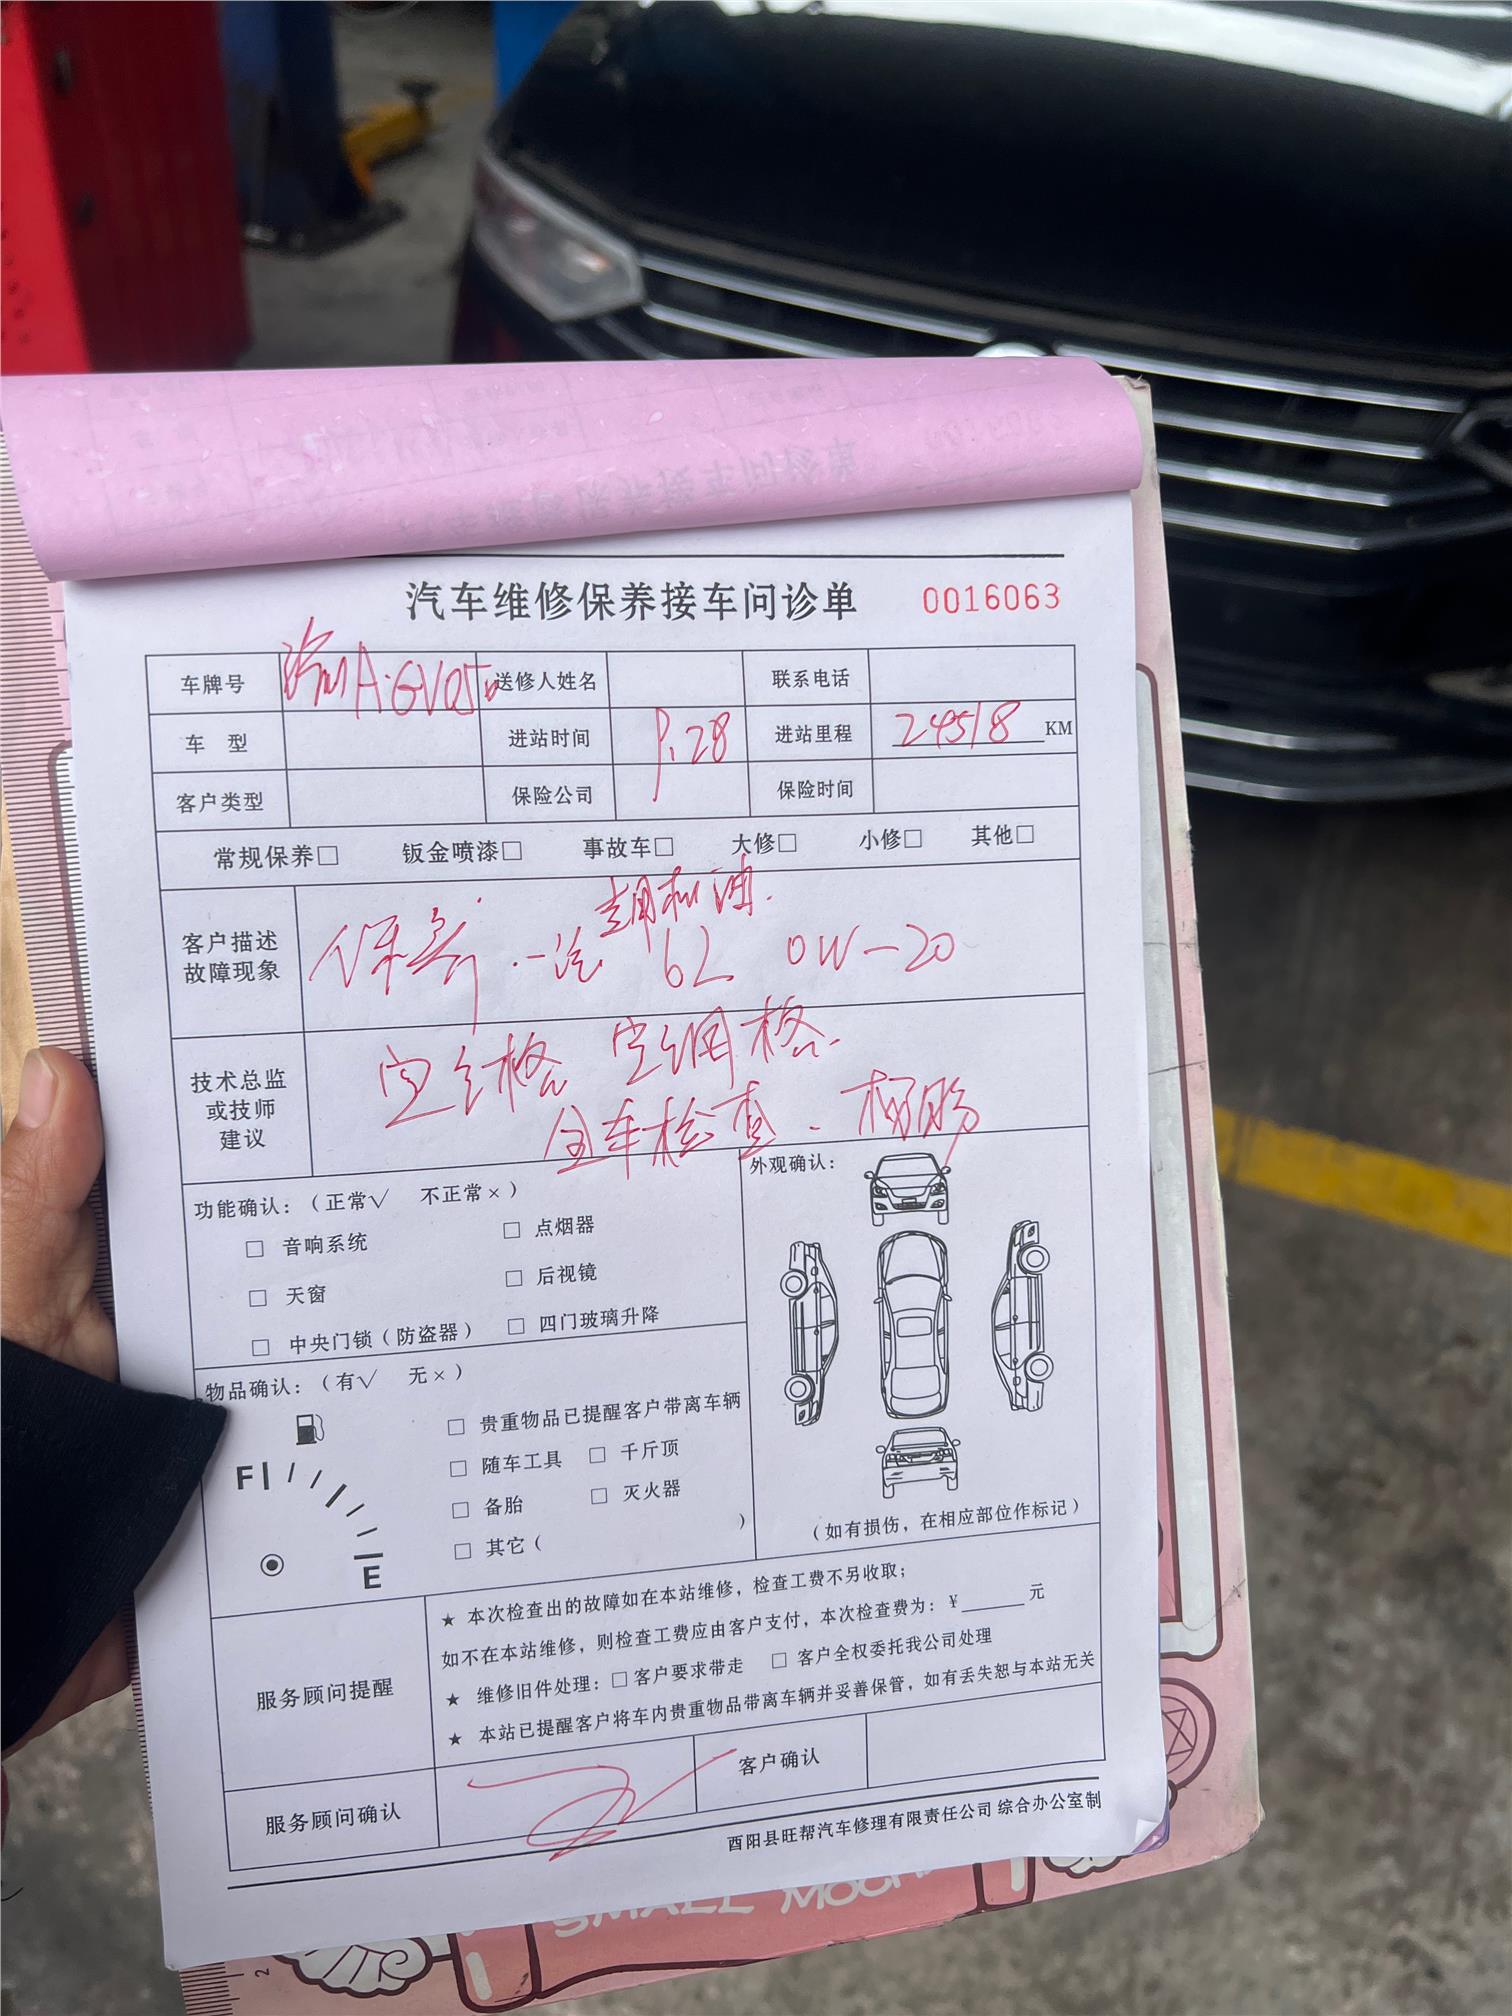 汽车维修保养接车问诊单 0016063
车牌号 渝A·GV05 送修人姓名 联系电话
车 型 进站时间 9.28 进站里程 24518 KM
客户类型 保险公司 保险时间
常规保养□ 钣金喷漆□ 事故车□ 大修□ 小修□ 其他□
客户描述
故障现象
机油.
保养.一汽 6L 0W-20
技术总监
或技师
建议
空气格 空调格.
全车检查.
功能确认：（正常√ 不正常×）
□ 音响系统 □ 点烟器
□ 天窗 □ 后视镜
□ 中央门锁（防盗器） □ 四门玻璃升降
外观确认：
（如有损伤，在相应部位作标记）
物品确认：（有√ 无×）
F
E
□ 贵重物品已提醒客户带离车辆
□ 随车工具 □ 千斤顶
□ 备胎 □ 灭火器
□ 其它（ ）
服务顾问提醒
★ 本次检查出的故障如在本站维修，检查工费不另收取；
如不在本站维修，则检查工费应由客户支付，本次检查费为：￥______元
★ 维修旧件处理：□客户要求带走 □ 客户全权委托我公司处理
★ 本站已提醒客户将车内贵重物品带离车辆并妥善保管，如有丢失恕与本站无关
服务顾问确认 客户确认
酉阳县旺帮汽车修理有限责任公司 综合办公室制
SMALL
2